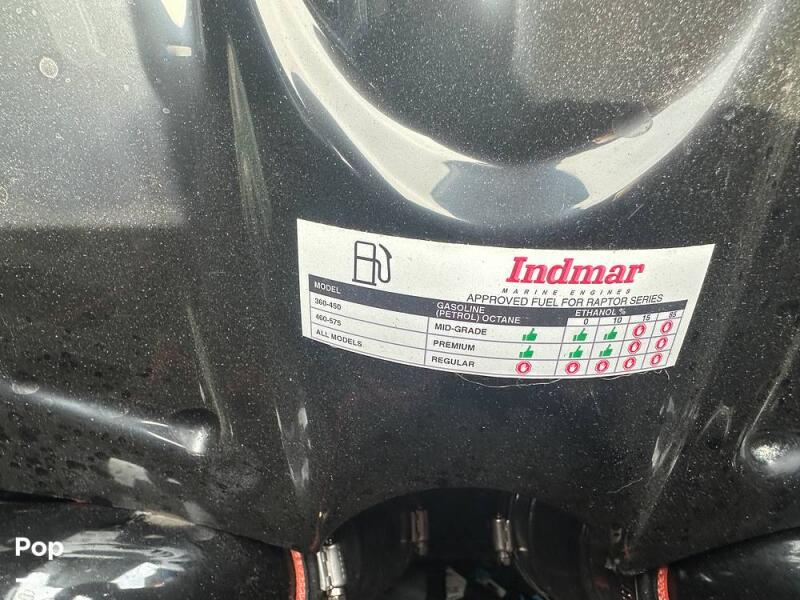 Indmar
MARINE ENGINES
APPROVED FUEL FOR RAPTOR SERIES
MODEL GASOLINE (PETROL) OCTANE ETHANOL %
0 10 15 85
360-450 MID-GRADE
460-575 PREMIUM
ALL MODELS REGULAR
Pop